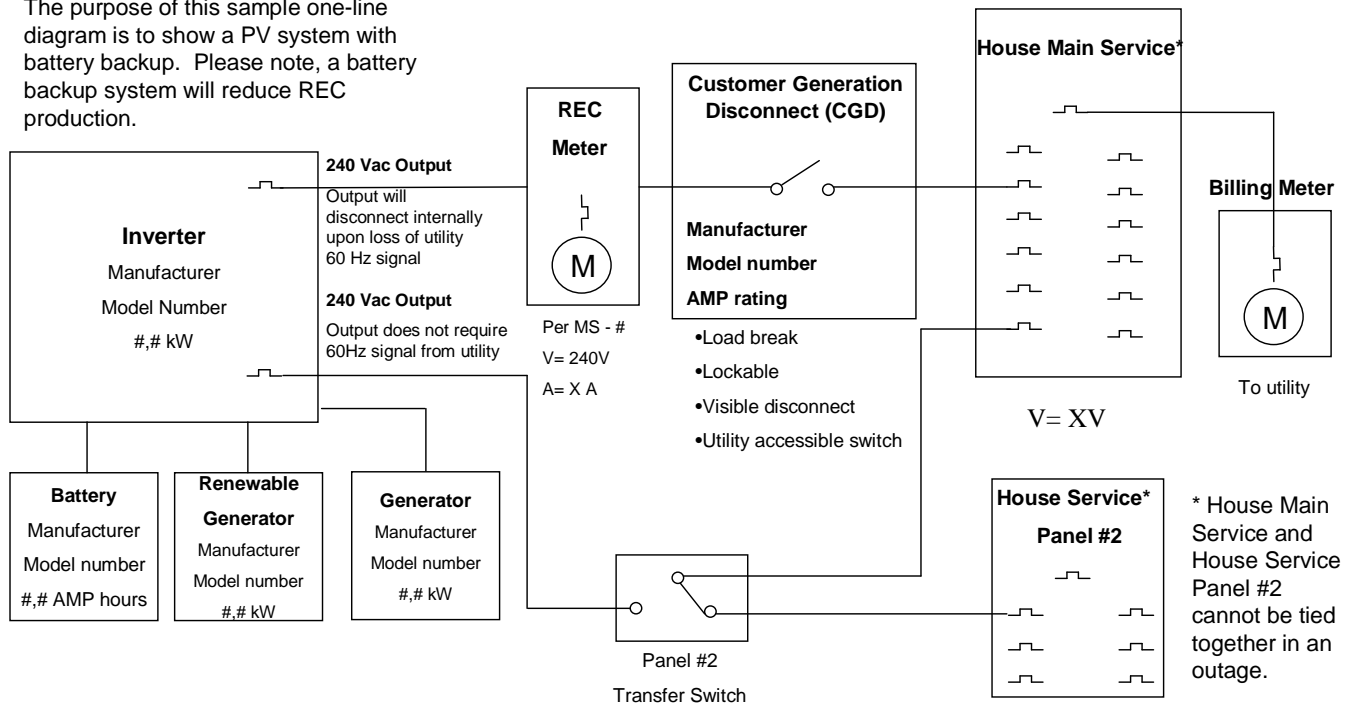 The purpose of this sample one-line
diagram is to show a PV system with
battery backup. Please note, a battery
backup system will reduce REC
production.
Inverter
Manufacturer
Model Number
#,# kW
240 Vac Output
Output will
disconnect internally
upon loss of utility
60 Hz signal
240 Vac Output
Output does not require
60Hz signal from utility
REC
Meter
M
Per MS - #
V= 240V
A= X A
Customer Generation
Disconnect (CGD)
Manufacturer
Model number
AMP rating
•Load break
•Lockable
•Visible disconnect
•Utility accessible switch
House Main Service*
V= XV
Billing Meter
M
To utility
Battery
Manufacturer
Model number
#,# AMP hours
Renewable
Generator
Manufacturer
Model number
#,# kW
Generator
Manufacturer
Model number
#,# kW
Panel #2
Transfer Switch
House Service*
Panel #2
* House Main
Service and
House Service
Panel #2
cannot be tied
together in an
outage.